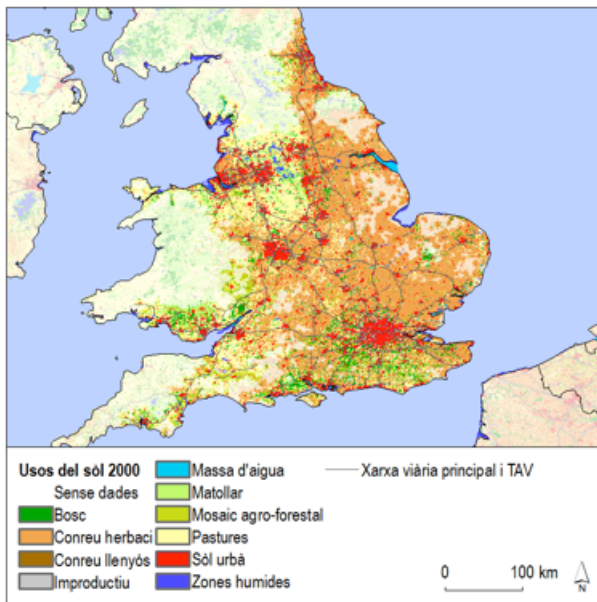 Usos del sòl 2000
Sense dades
Bosc
Conreu herbaci
Conreu llenyós
Improductiu
Massa d'aigua
Matollar
Mosaic agro-forestal
Pastures
Sòl urbà
Zones humides
Xarxa viària principal i TAV
0 100 km
N